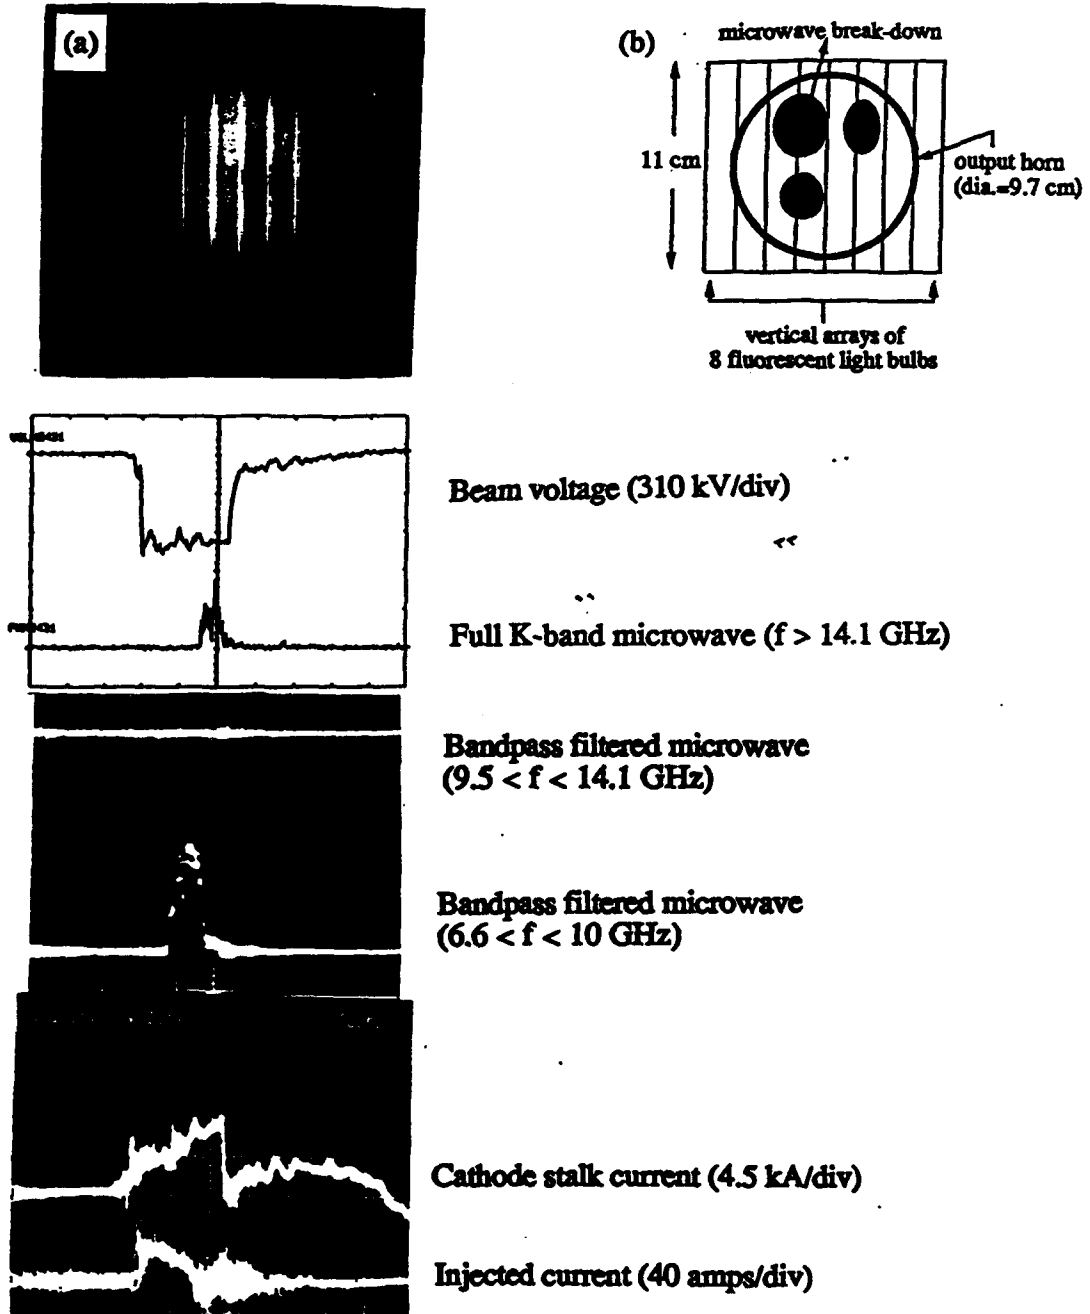 (a)
(b)
microwave break-down
11 cm
output horn
(dia.=9.7 cm)
vertical arrays of
8 fluorescent light bulbs
Beam voltage (310 kV/div)
Full K-band microwave (f > 14.1 GHz)
Bandpass filtered microwave
(9.5 < f < 14.1 GHz)
Bandpass filtered microwave
(6.6 < f < 10 GHz)
Cathode stalk current (4.5 kA/div)
Injected current (40 amps/div)